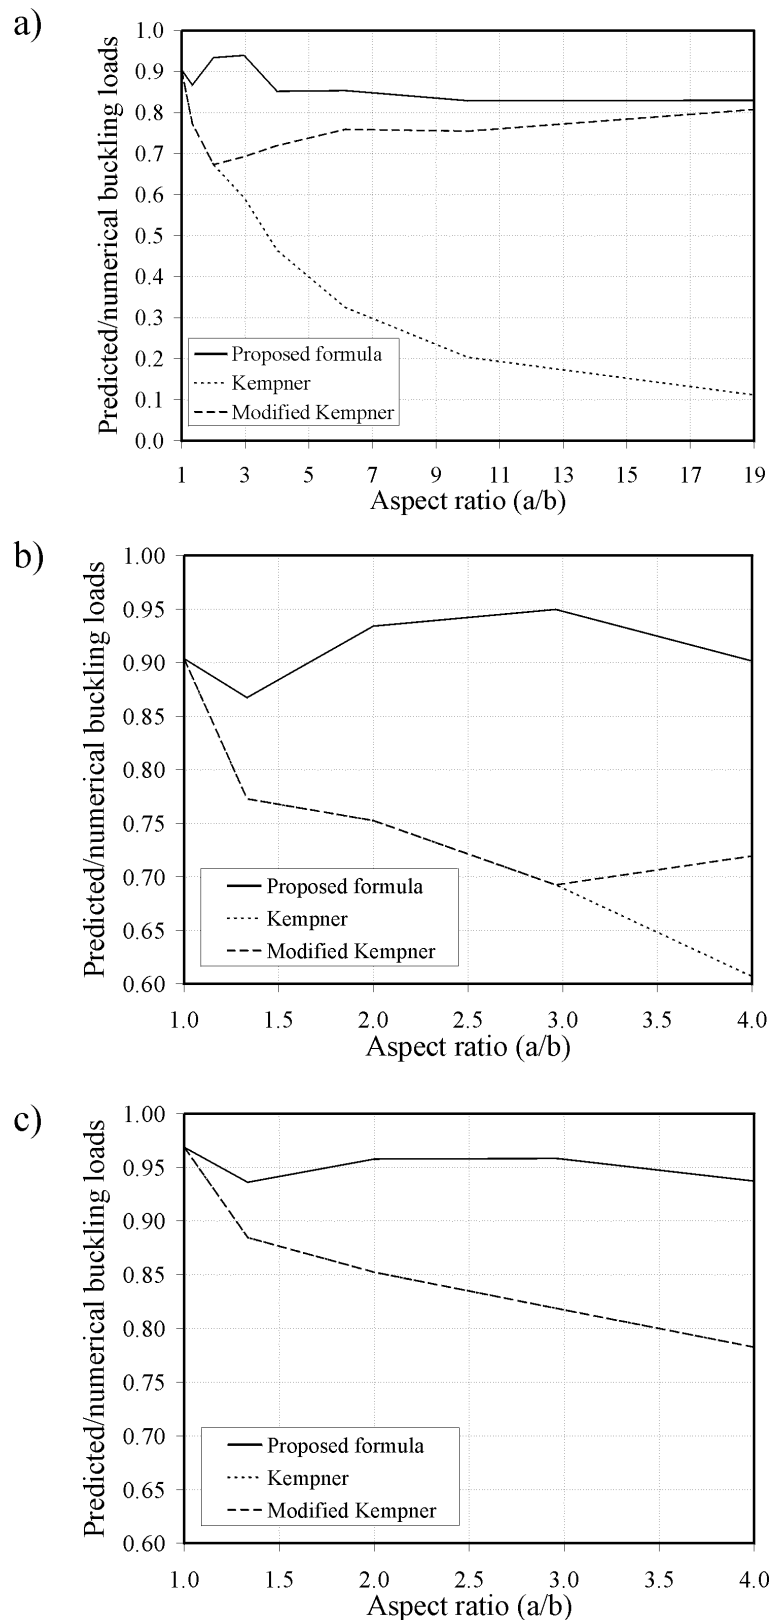 a)
Predicted/numerical buckling loads
1.0
0.9
0.8
0.7
0.6
0.5
0.4
0.3
0.2
0.1
0.0
Proposed formula
Kempner
Modified Kempner
1 3 5 7 9 11 13 15 17 19
Aspect ratio (a/b)
b)
Predicted/numerical buckling loads
1.00
0.95
0.90
0.85
0.80
0.75
0.70
0.65
0.60
Proposed formula
Kempner
Modified Kempner
1.0 1.5 2.0 2.5 3.0 3.5 4.0
Aspect ratio (a/b)
c)
Predicted/numerical buckling loads
1.00
0.95
0.90
0.85
0.80
0.75
0.70
0.65
0.60
Proposed formula
Kempner
Modified Kempner
1.0 1.5 2.0 2.5 3.0 3.5 4.0
Aspect ratio (a/b)